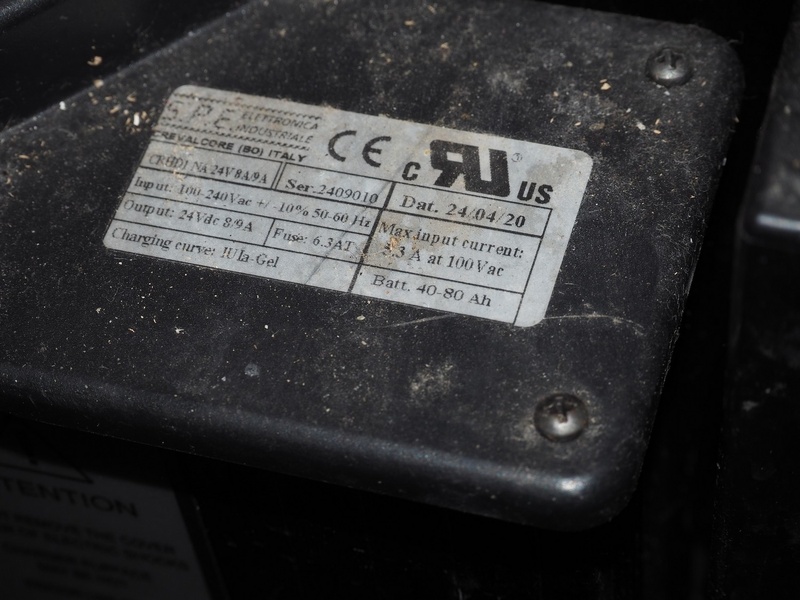 S.P.E. ELETTRONICA
INDUSTRIALE
CREVALCORE (BO) ITALY
CE c RU ® US
NA 24V 8A/9A
Ser.2409010
Dat. 24/04/20
Input: 100-240Vac +/-10% 50-60 Hz
Output: 24Vdc 8/9A
Fuse: 6.3AT
Max.input current:
3.3 A at 100Vac
Charging curve: IUIa-Gel
Batt. 40-80 Ah
ATTENTION